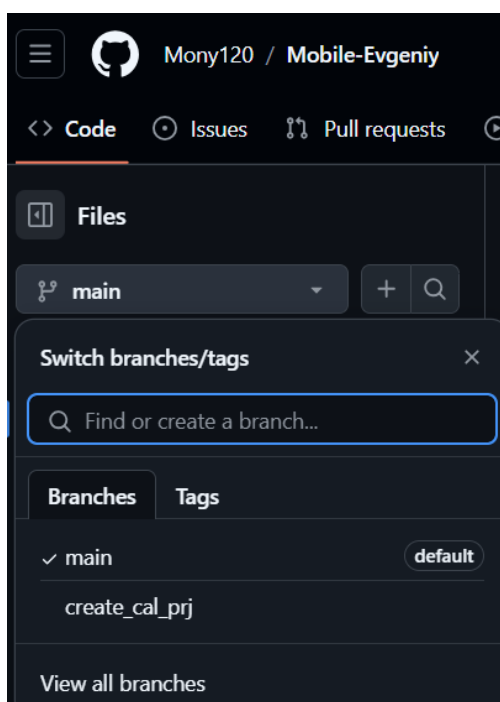 Mony120 / Mobile-Evgeniy
<> Code Issues Pull requests
Files
main
Switch branches/tags
Find or create a branch...
Branches Tags
main default
create_cal_prj
View all branches